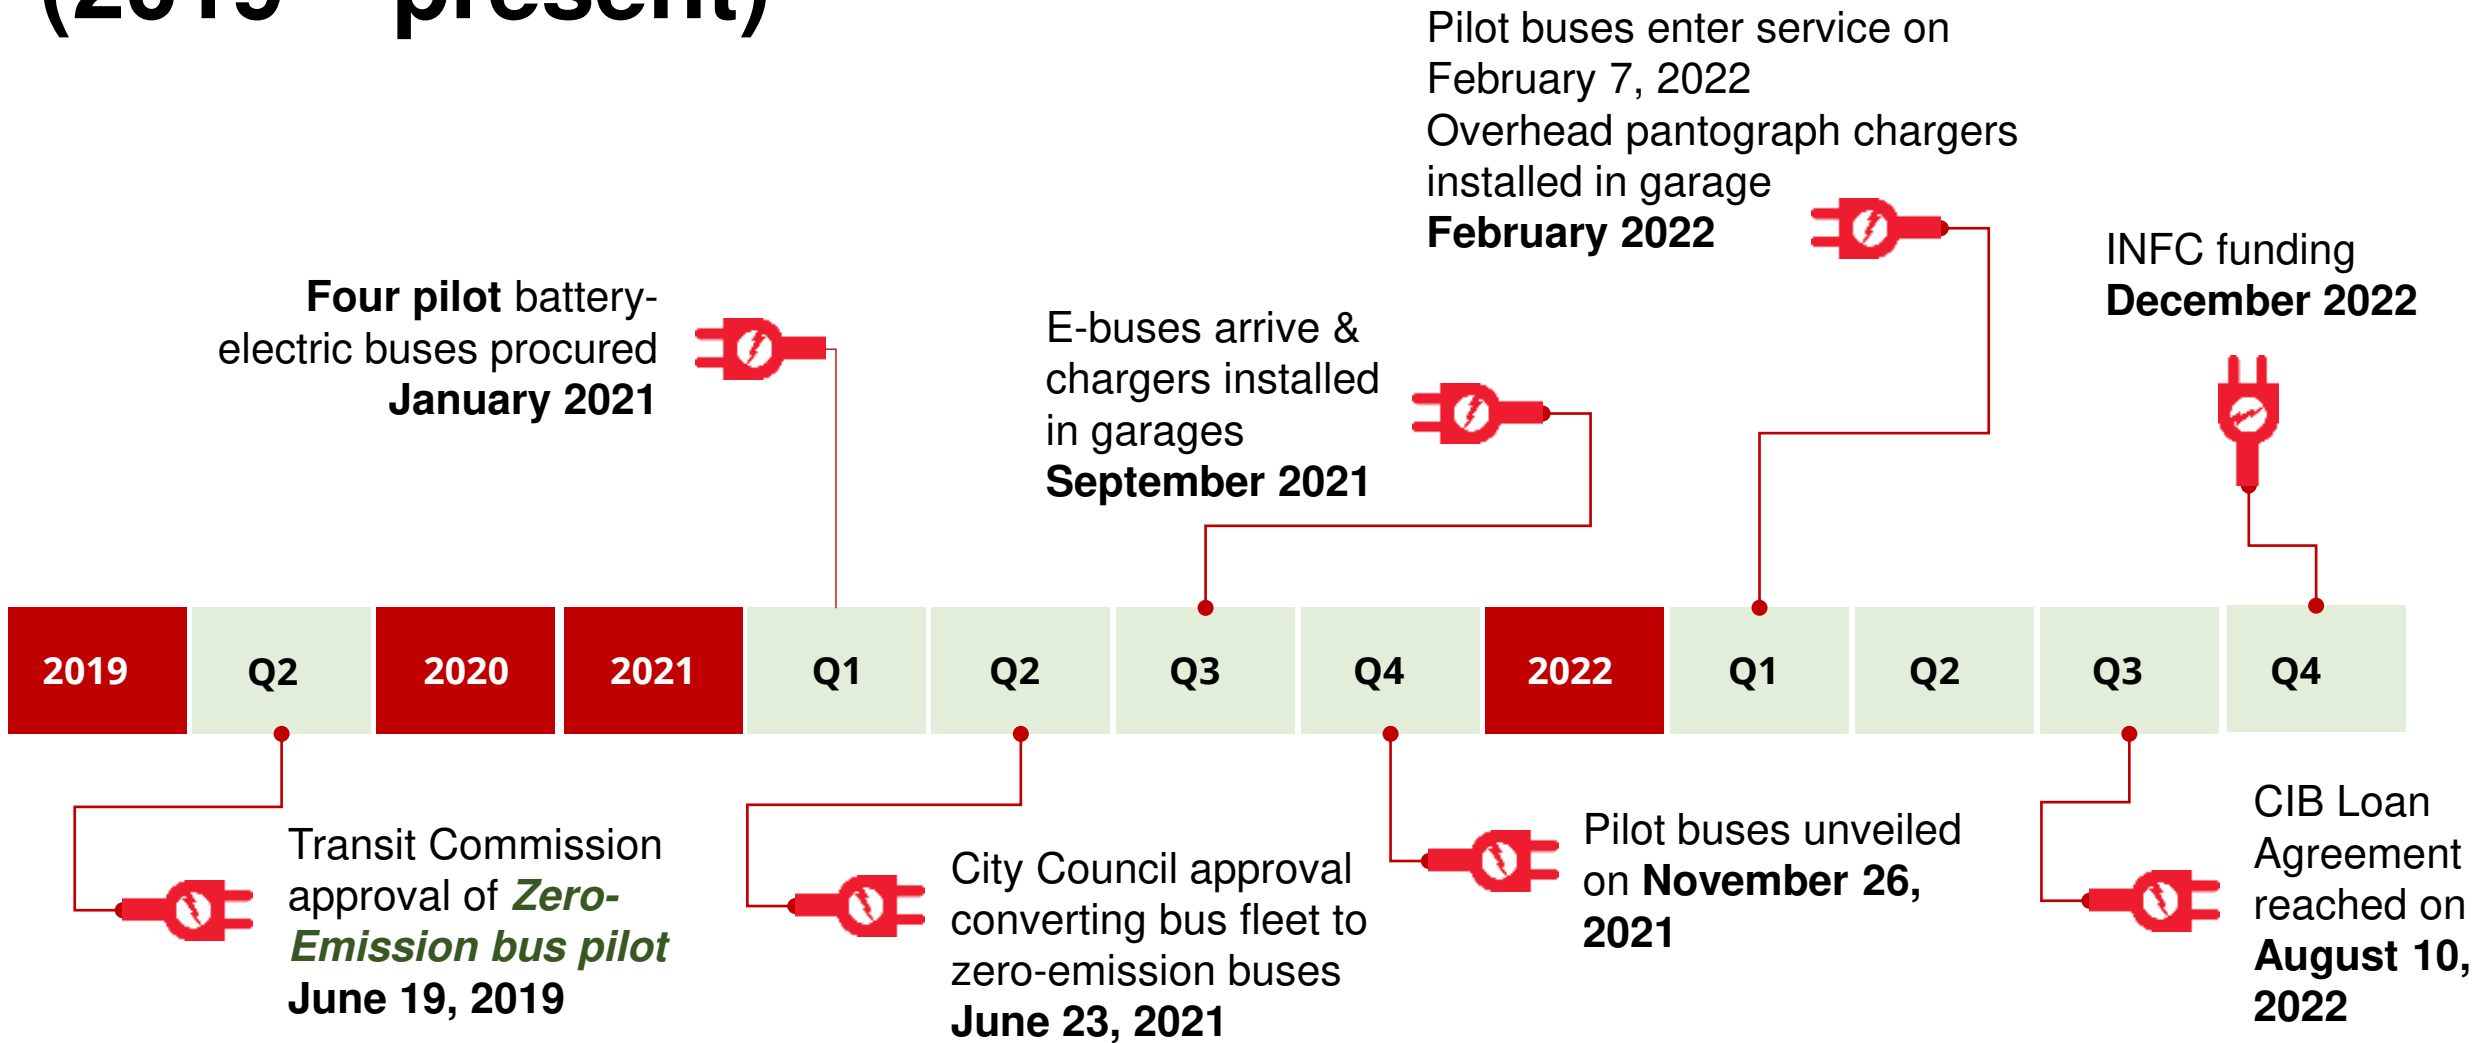 (2019 present)
Pilot buses enter service on
February 7, 2022
Overhead pantograph chargers
installed in garage
February 2022
INFC funding
December 2022
Four pilot battery-
electric buses procured
January 2021
E-buses arrive &
chargers installed
in garages
September 2021
2019 Q2 2020 2021 Q1 Q2 Q3 Q4 2022 Q1 Q2 Q3 Q4
Transit Commission
approval of Zero-
Emission bus pilot
June 19, 2019
City Council approval
converting bus fleet to
zero-emission buses
June 23, 2021
Pilot buses unveiled
on November 26,
2021
CIB Loan
Agreement
reached on
August 10,
2022